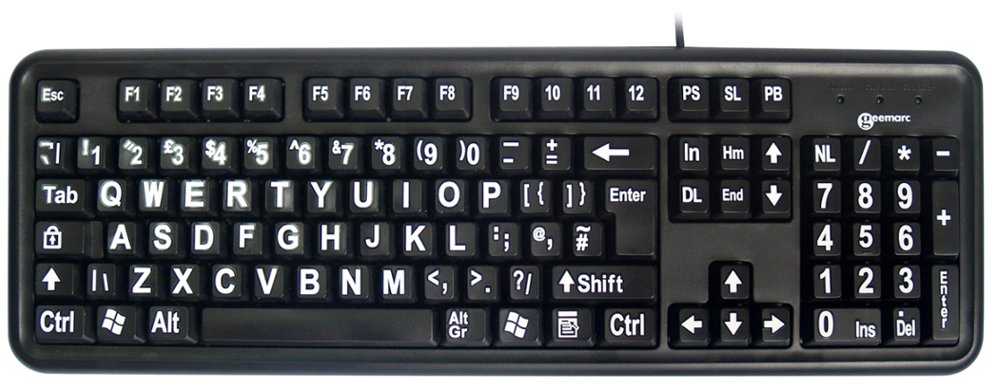 Esc F1 F2 F3 F4 F5 F6 F7 F8 F9 10 11 12 PS SL PB
geemarc
¬ | ! 1 " 2 £ 3 $ 4 % 5 ^ 6 & 7 * 8 ( 9 ) 0 _ - + = ← In Hm ↑ NL / * -
Tab Q W E R T Y U I O P [ { ] } Enter DL End ↓ 7 8 9 +
A S D F G H J K L : ; @ , ~ # 4 5 6
↑ | \ Z X C V B N M < , > . ? / ↑ Shift ↑ 1 2 3 Enter
Ctrl Alt Alt Gr Ctrl ← ↓ → 0 Ins . Del